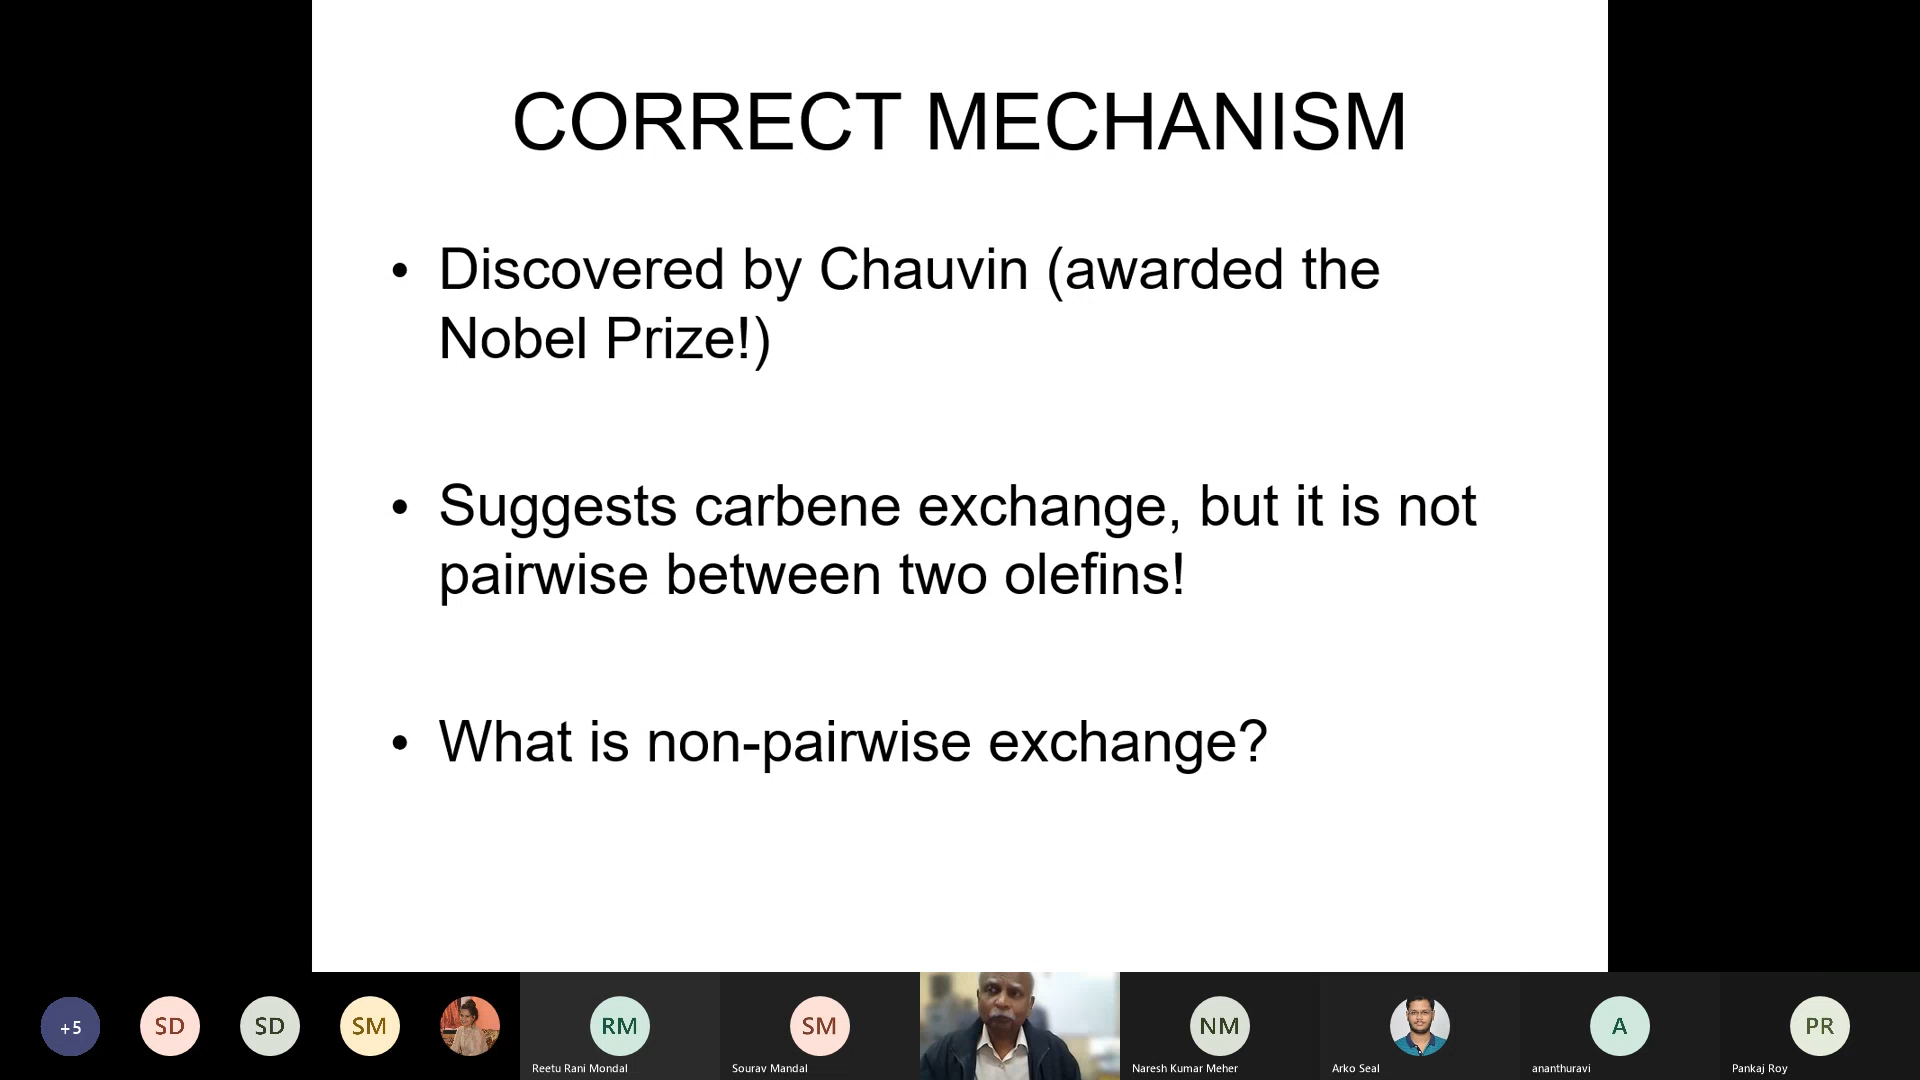 CORRECT MECHANISM
• Discovered by Chauvin (awarded the
Nobel Prize!)
• Suggests carbene exchange, but it is not
pairwise between two olefins!
• What is non-pairwise exchange?
+5
SD
SD
SM
RM
Reetu Rani Mondal
SM
Sourav Mandal
NM
Naresh Kumar Meher
Arko Seal
A
ananthuravi
PR
Pankaj Roy